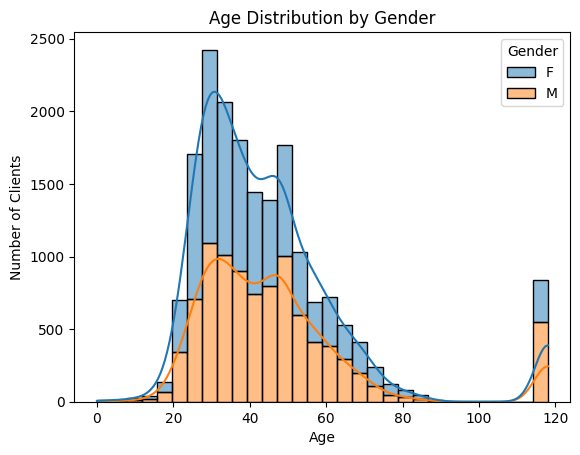 Age Distribution by Gender
Gender
F
M
Number of Clients
2500
2000
1500
1000
500
0
0 20 40 60 80 100 120
Age